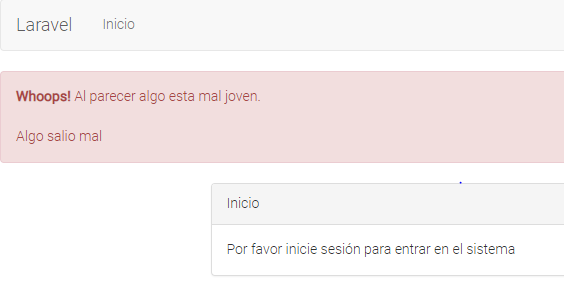 Laravel Inicio
Whoops! Al parecer algo esta mal joven.
Algo salio mal
Inicio
Por favor inicie sesión para entrar en el sistema